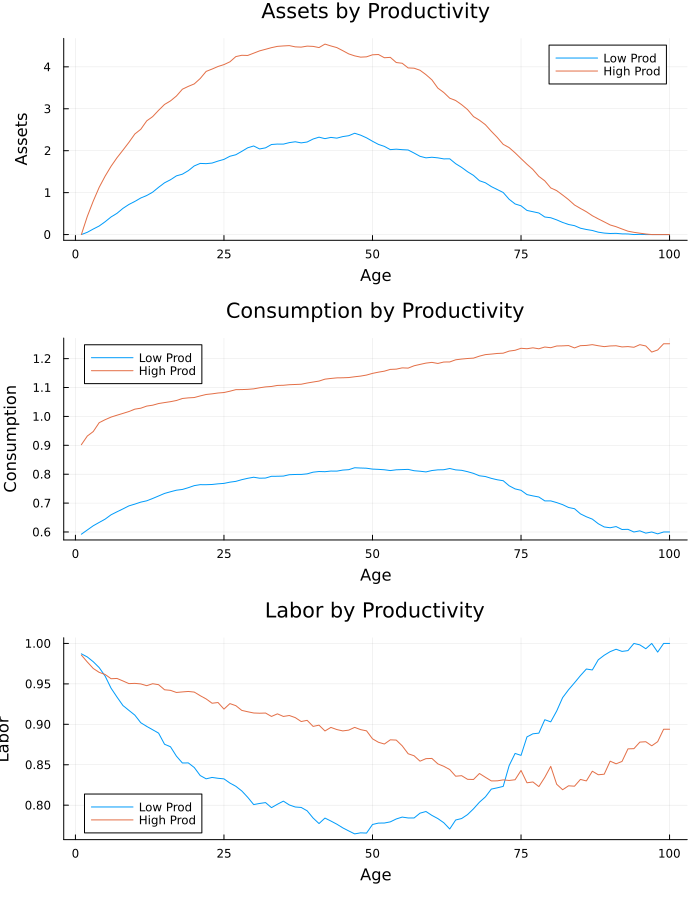 Assets by Productivity
Assets
4
3
2
1
0
Low Prod
High Prod
0 25 50 75 100
Age
Consumption by Productivity
Consumption
1.2
1.1
1.0
0.9
0.8
0.7
0.6
Low Prod
High Prod
0 25 50 75 100
Age
Labor by Productivity
Labor
1.00
0.95
0.90
0.85
0.80
Low Prod
High Prod
0 25 50 75 100
Age